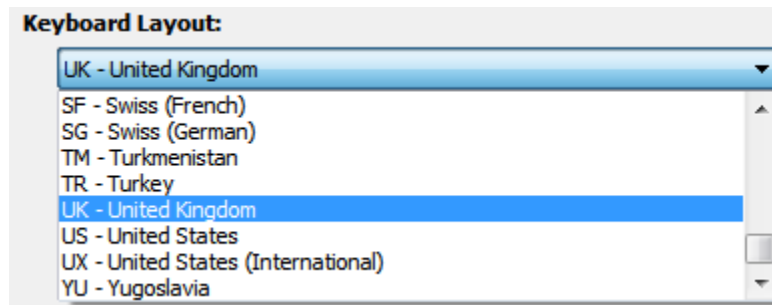 Keyboard Layout:
UK - United Kingdom
SF - Swiss (French)
SG - Swiss (German)
TM - Turkmenistan
TR - Turkey
UK - United Kingdom
US - United States
UX - United States (International)
YU - Yugoslavia